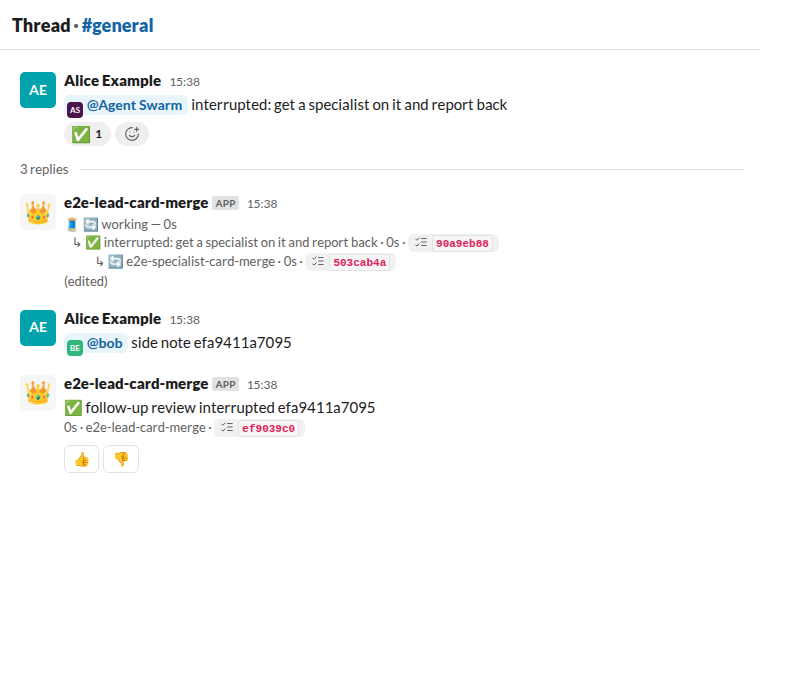 Thread · #general
AE
Alice Example 15:38
AS @Agent Swarm interrupted: get a specialist on it and report back
✅ 1
3 replies
e2e-lead-card-merge APP 15:38
🧵 🔄 working — 0s
↳ ✅ interrupted: get a specialist on it and report back · 0s · 90a9eb88
↳ 🔄 e2e-specialist-card-merge · 0s · 503cab4a
(edited)
AE
Alice Example 15:38
BE @bob side note efa9411a7095
e2e-lead-card-merge APP 15:38
✅ follow-up review interrupted efa9411a7095
0s · e2e-lead-card-merge · ef9039c0